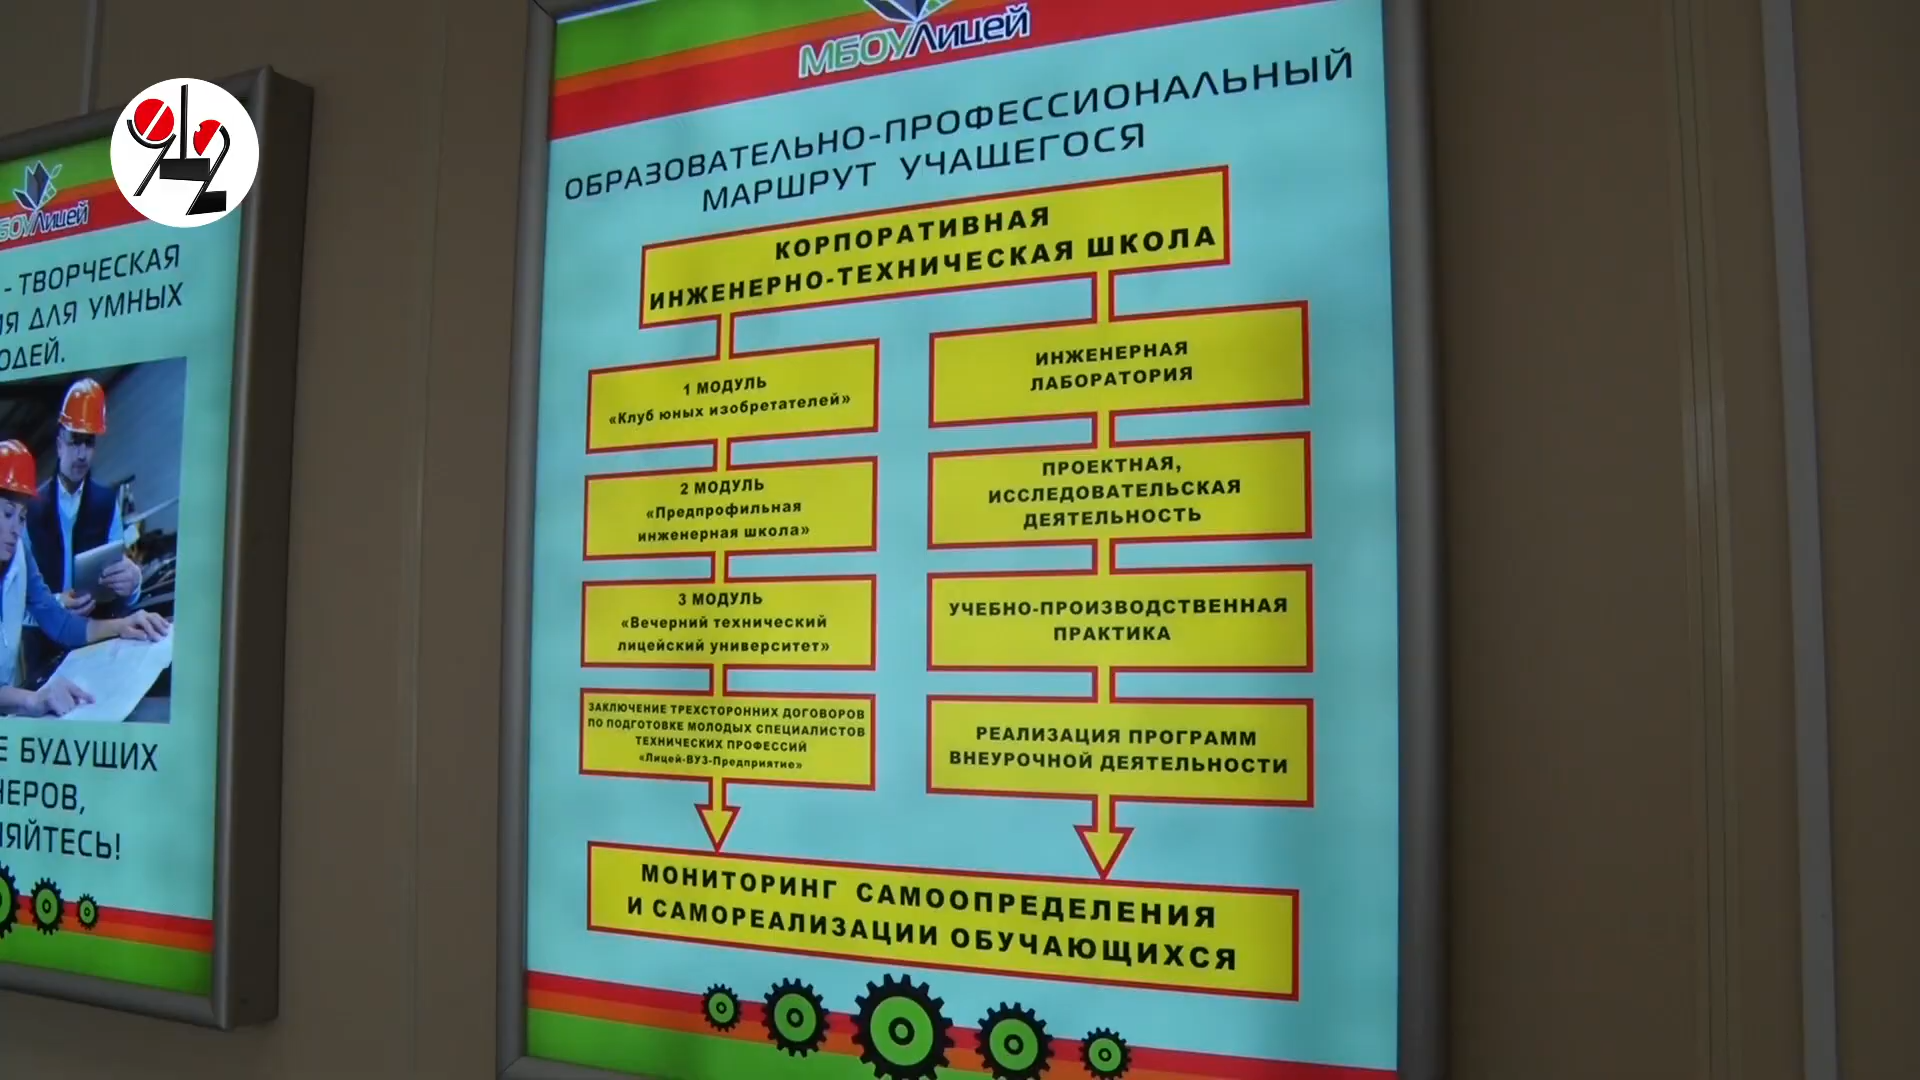 МБОУЛицей
- ТВОРЧЕСКАЯ
ДЛЯ УМНЫХ
Е БУДУЩИХ
МБОУЛицей
ОБРАЗОВАТЕЛЬНО-ПРОФЕССИОНАЛЬНЫЙ
МАРШРУТ УЧАЩЕГОСЯ
КОРПОРАТИВНАЯ
ИНЖЕНЕРНО-ТЕХНИЧЕСКАЯ ШКОЛА
1 МОДУЛЬ
«Клуб юных изобретателей»
2 МОДУЛЬ
«Предпрофильная
инженерная школа»
3 МОДУЛЬ
«Вечерний технический
лицейский университет»
ЗАКЛЮЧЕНИЕ ТРЕХСТОРОННИХ ДОГОВОРОВ
ПО ПОДГОТОВКЕ МОЛОДЫХ СПЕЦИАЛИСТОВ
ТЕХНИЧЕСКИХ ПРОФЕССИЙ
«Лицей-ВУЗ-Предприятие»
ИНЖЕНЕРНАЯ
ЛАБОРАТОРИЯ
ПРОЕКТНАЯ,
ИССЛЕДОВАТЕЛЬСКАЯ
ДЕЯТЕЛЬНОСТЬ
УЧЕБНО-ПРОИЗВОДСТВЕННАЯ
ПРАКТИКА
РЕАЛИЗАЦИЯ ПРОГРАММ
ВНЕУРОЧНОЙ ДЕЯТЕЛЬНОСТИ
МОНИТОРИНГ САМООПРЕДЕЛЕНИЯ
И САМОРЕАЛИЗАЦИИ ОБУЧАЮЩИХСЯ